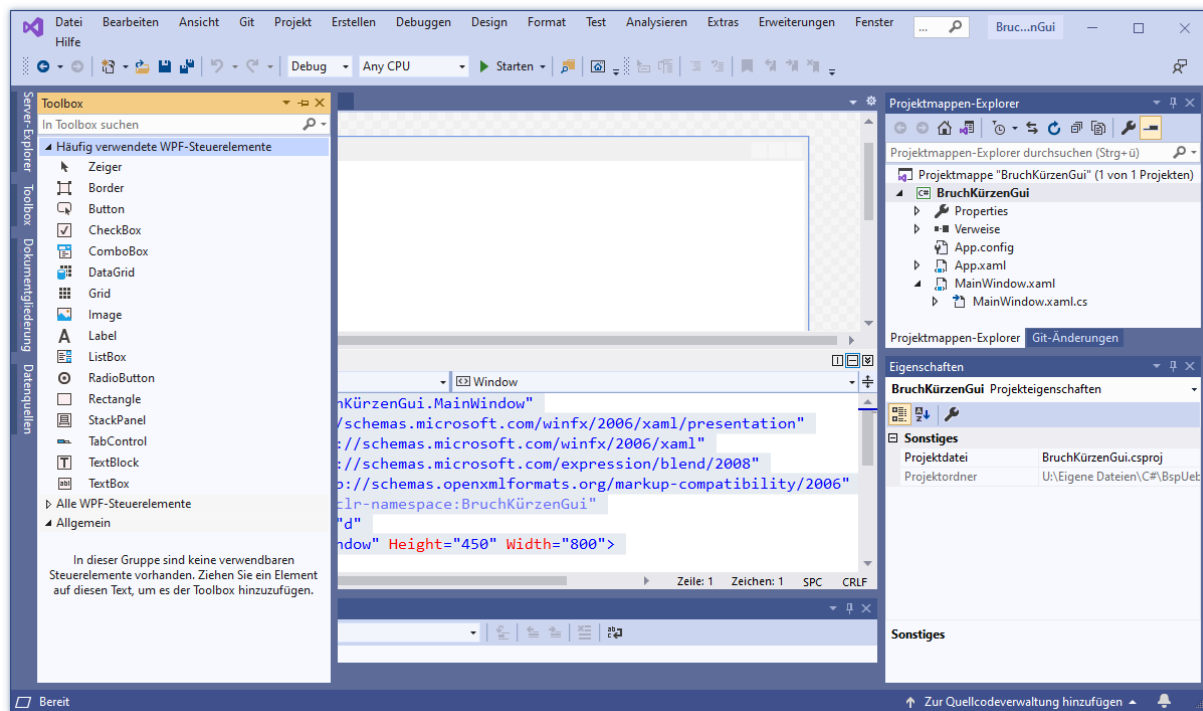 Datei Bearbeiten Ansicht Git Projekt Erstellen Debuggen Design Format Test Analysieren Extras Erweiterungen Fenster ... Bruc...nGui
Hilfe
Debug Any CPU Starten
Server-Explorer
Toolbox
Dokumentgliederung
Datenquellen
Toolbox
In Toolbox suchen
Häufig verwendete WPF-Steuerelemente
Zeiger
Border
Button
CheckBox
ComboBox
DataGrid
Grid
Image
Label
ListBox
RadioButton
Rectangle
StackPanel
TabControl
TextBlock
TextBox
Alle WPF-Steuerelemente
Allgemein
In dieser Gruppe sind keine verwendbaren
Steuerelemente vorhanden. Ziehen Sie ein Element
auf diesen Text, um es der Toolbox hinzuzufügen.
Window
hKürzenGui.MainWindow"
/schemas.microsoft.com/winfx/2006/xaml/presentation"
://schemas.microsoft.com/winfx/2006/xaml"
://schemas.microsoft.com/expression/blend/2008"
p://schemas.openxmlformats.org/markup-compatibility/2006"
clr-namespace:BruchKürzenGui"
"d"
ndow" Height="450" Width="800">
Zeile: 1 Zeichen: 1 SPC CRLF
Projektmappen-Explorer
Projektmappen-Explorer durchsuchen (Strg+ü)
Projektmappe "BruchKürzenGui" (1 von 1 Projekten)
C# BruchKürzenGui
Properties
Verweise
App.config
App.xaml
MainWindow.xaml
MainWindow.xaml.cs
Projektmappen-Explorer Git-Änderungen
Eigenschaften
BruchKürzenGui Projekteigenschaften
Sonstiges
Projektdatei BruchKürzenGui.csproj
Projektordner U:\Eigene Dateien\C#\BspUeb
Sonstiges
Bereit Zur Quellcodeverwaltung hinzufügen